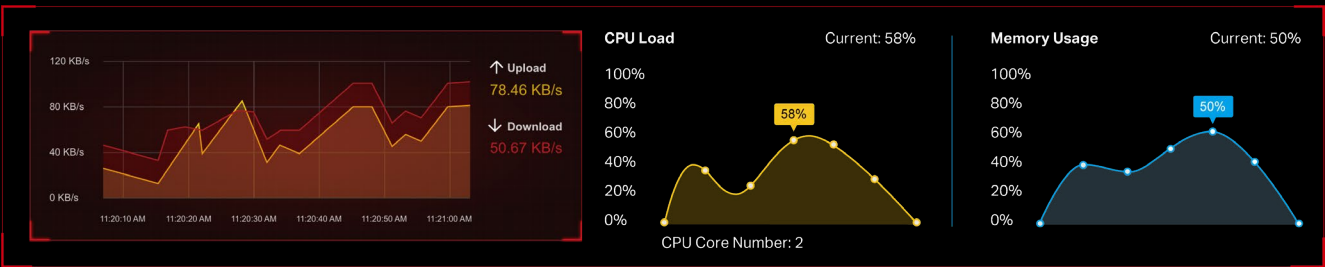 120 KB/s
80 KB/s
40 KB/s
0 KB/s
11:20:10 AM 11:20:20 AM 11:20:30 AM 11:20:40 AM 11:20:50 AM 11:21:00 AM
Upload
78.46 KB/s
Download
50.67 KB/s
CPU Load Current: 58%
100%
80%
60%
40%
20%
0%
58%
CPU Core Number: 2
Memory Usage Current: 50%
100%
80%
60%
40%
20%
0%
50%